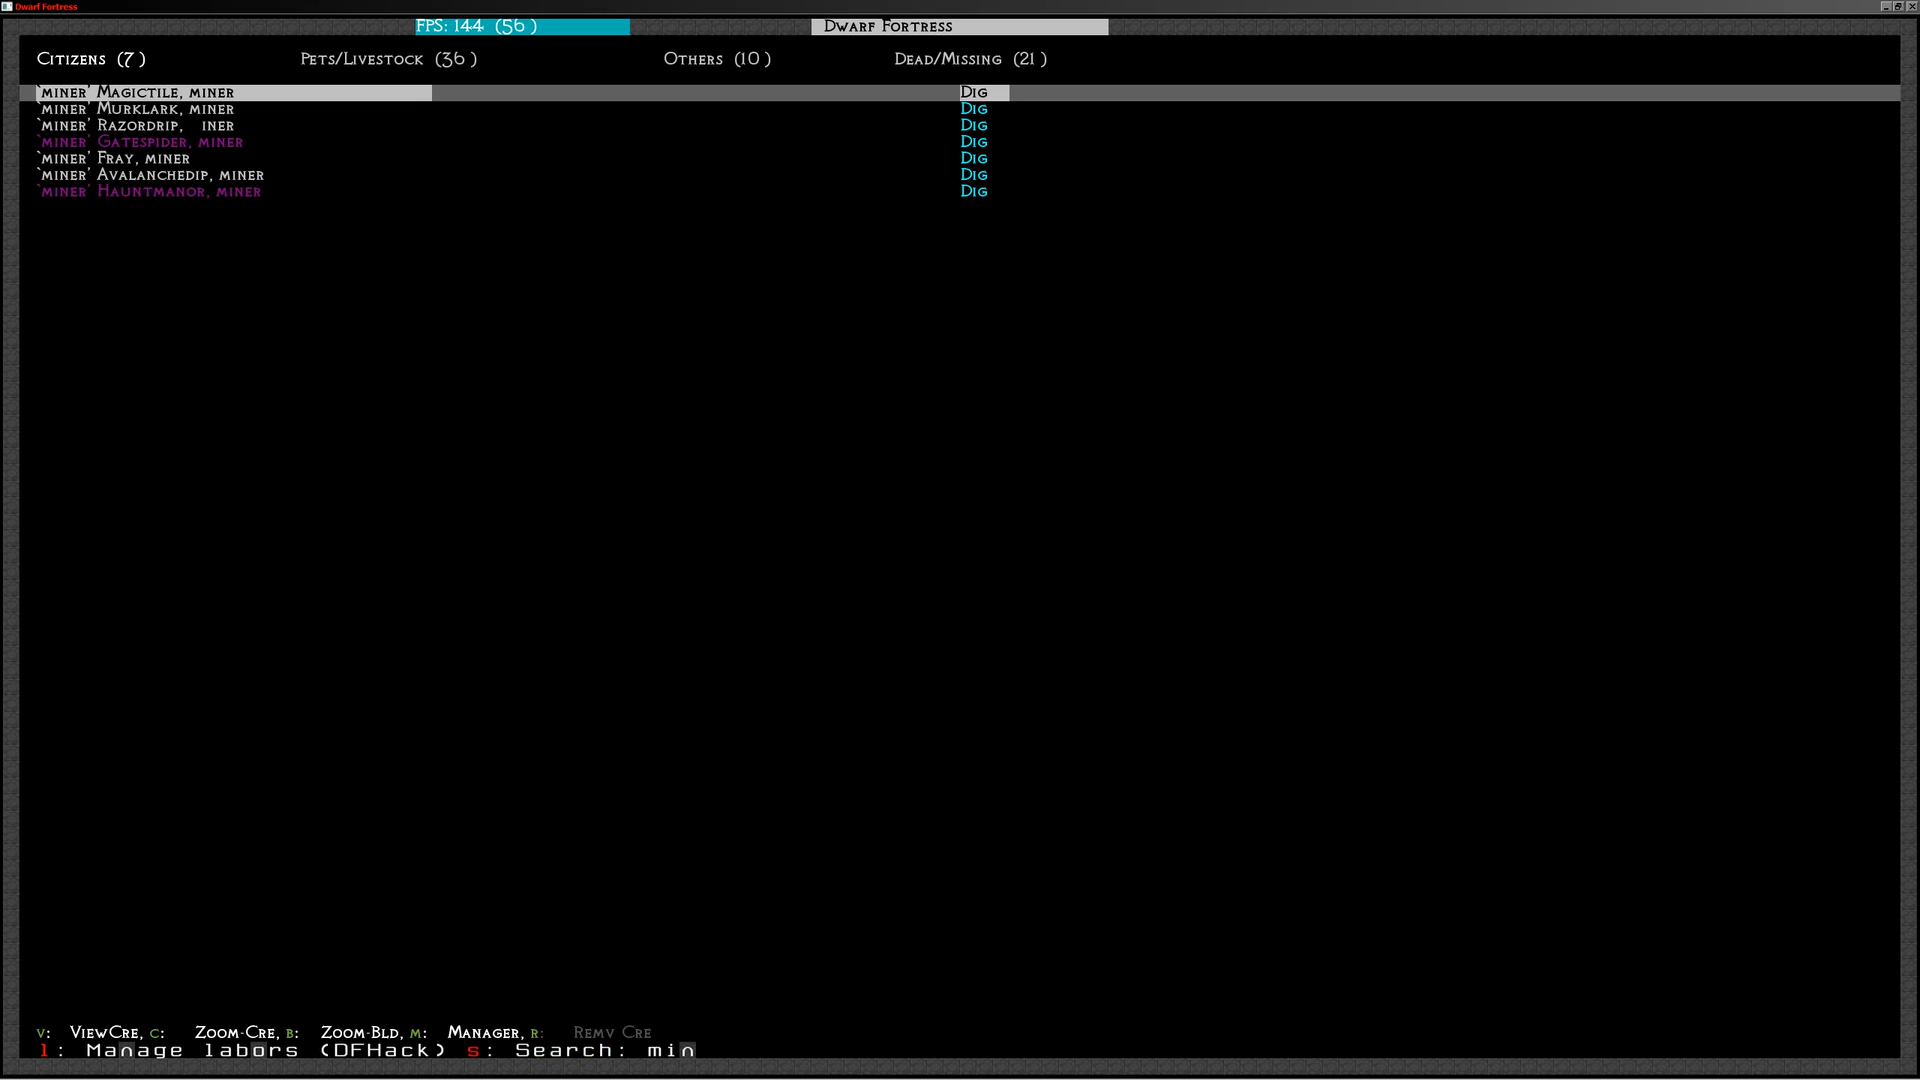 Dwarf Fortress
FPS: 144 (56 )
Dwarf Fortress
Citizens (7 ) Pets/Livestock (36 ) Others (10 ) Dead/Missing (21 )
`miner' Magictile, miner Dig
`miner' Murklark, miner Dig
`miner' Razordrip, iner Dig
`miner' Gatespider, miner Dig
`miner' Fray, miner Dig
`miner' Avalanchedip, miner Dig
`miner' Hauntmanor, miner Dig
v: ViewCre, c: Zoom-Cre, b: Zoom-Bld, m: Manager, r: Remv Cre
l: Manage labors (DFHack) s: Search: min